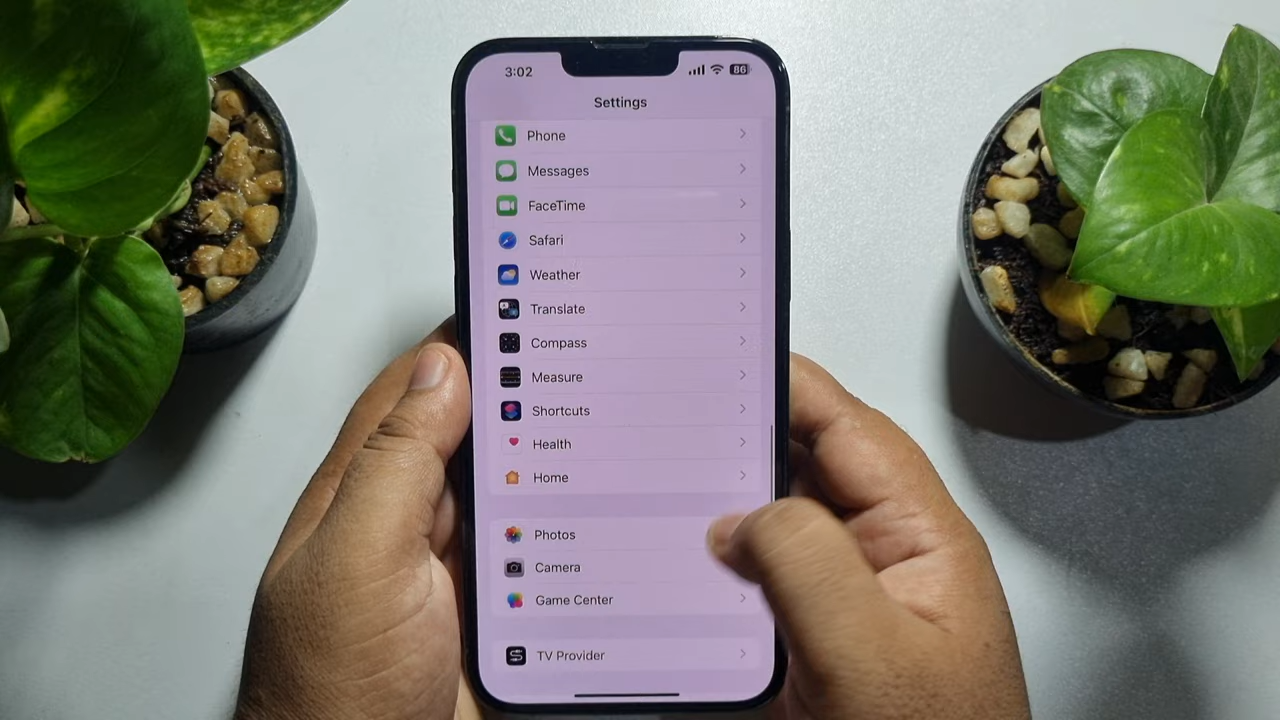 3:02
86
Settings
Phone
Messages
FaceTime
Safari
Weather
Translate
Compass
Measure
Shortcuts
Health
Home
Photos
Camera
Game Center
TV Provider